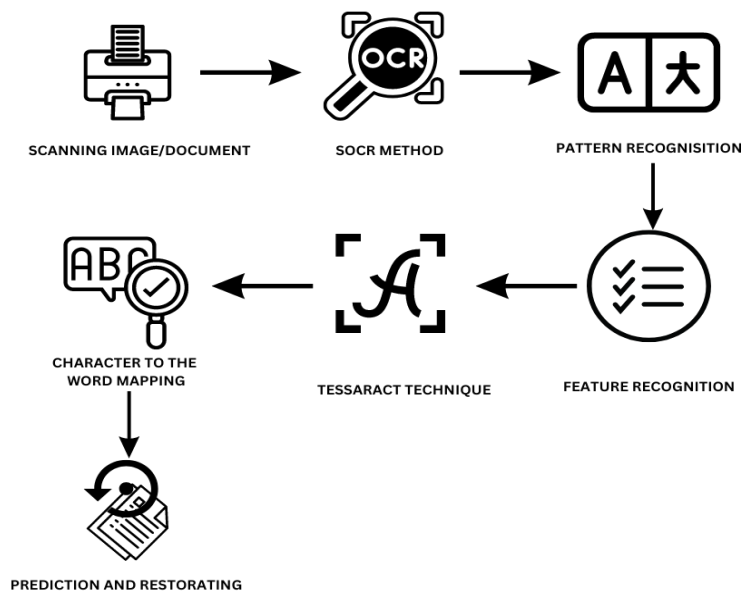 OCR
SCANNING IMAGE/DOCUMENT
SOCR METHOD
PATTERN RECOGNISITION
A 大
FEATURE RECOGNITION
A
TESSARACT TECHNIQUE
ABC
CHARACTER TO THE
WORD MAPPING
PREDICTION AND RESTORATING